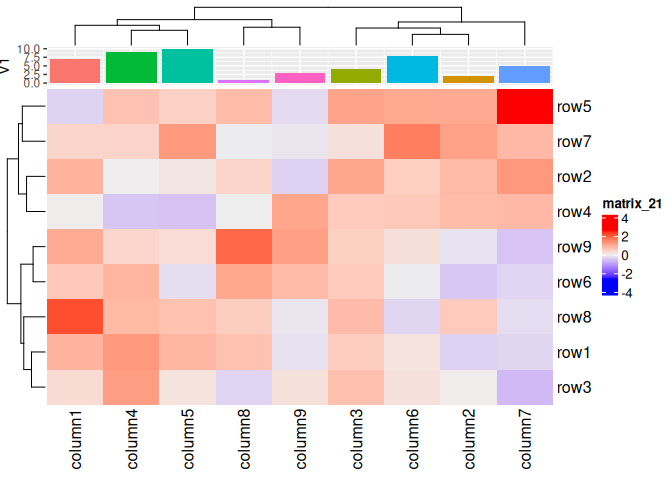 V1
10.0
7.5
5.0
2.5
0.0
row5
row7
row2
row4
row9
row6
row8
row1
row3
matrix_21
4
2
0
-2
-4
column1
column4
column5
column8
column9
column3
column6
column2
column7